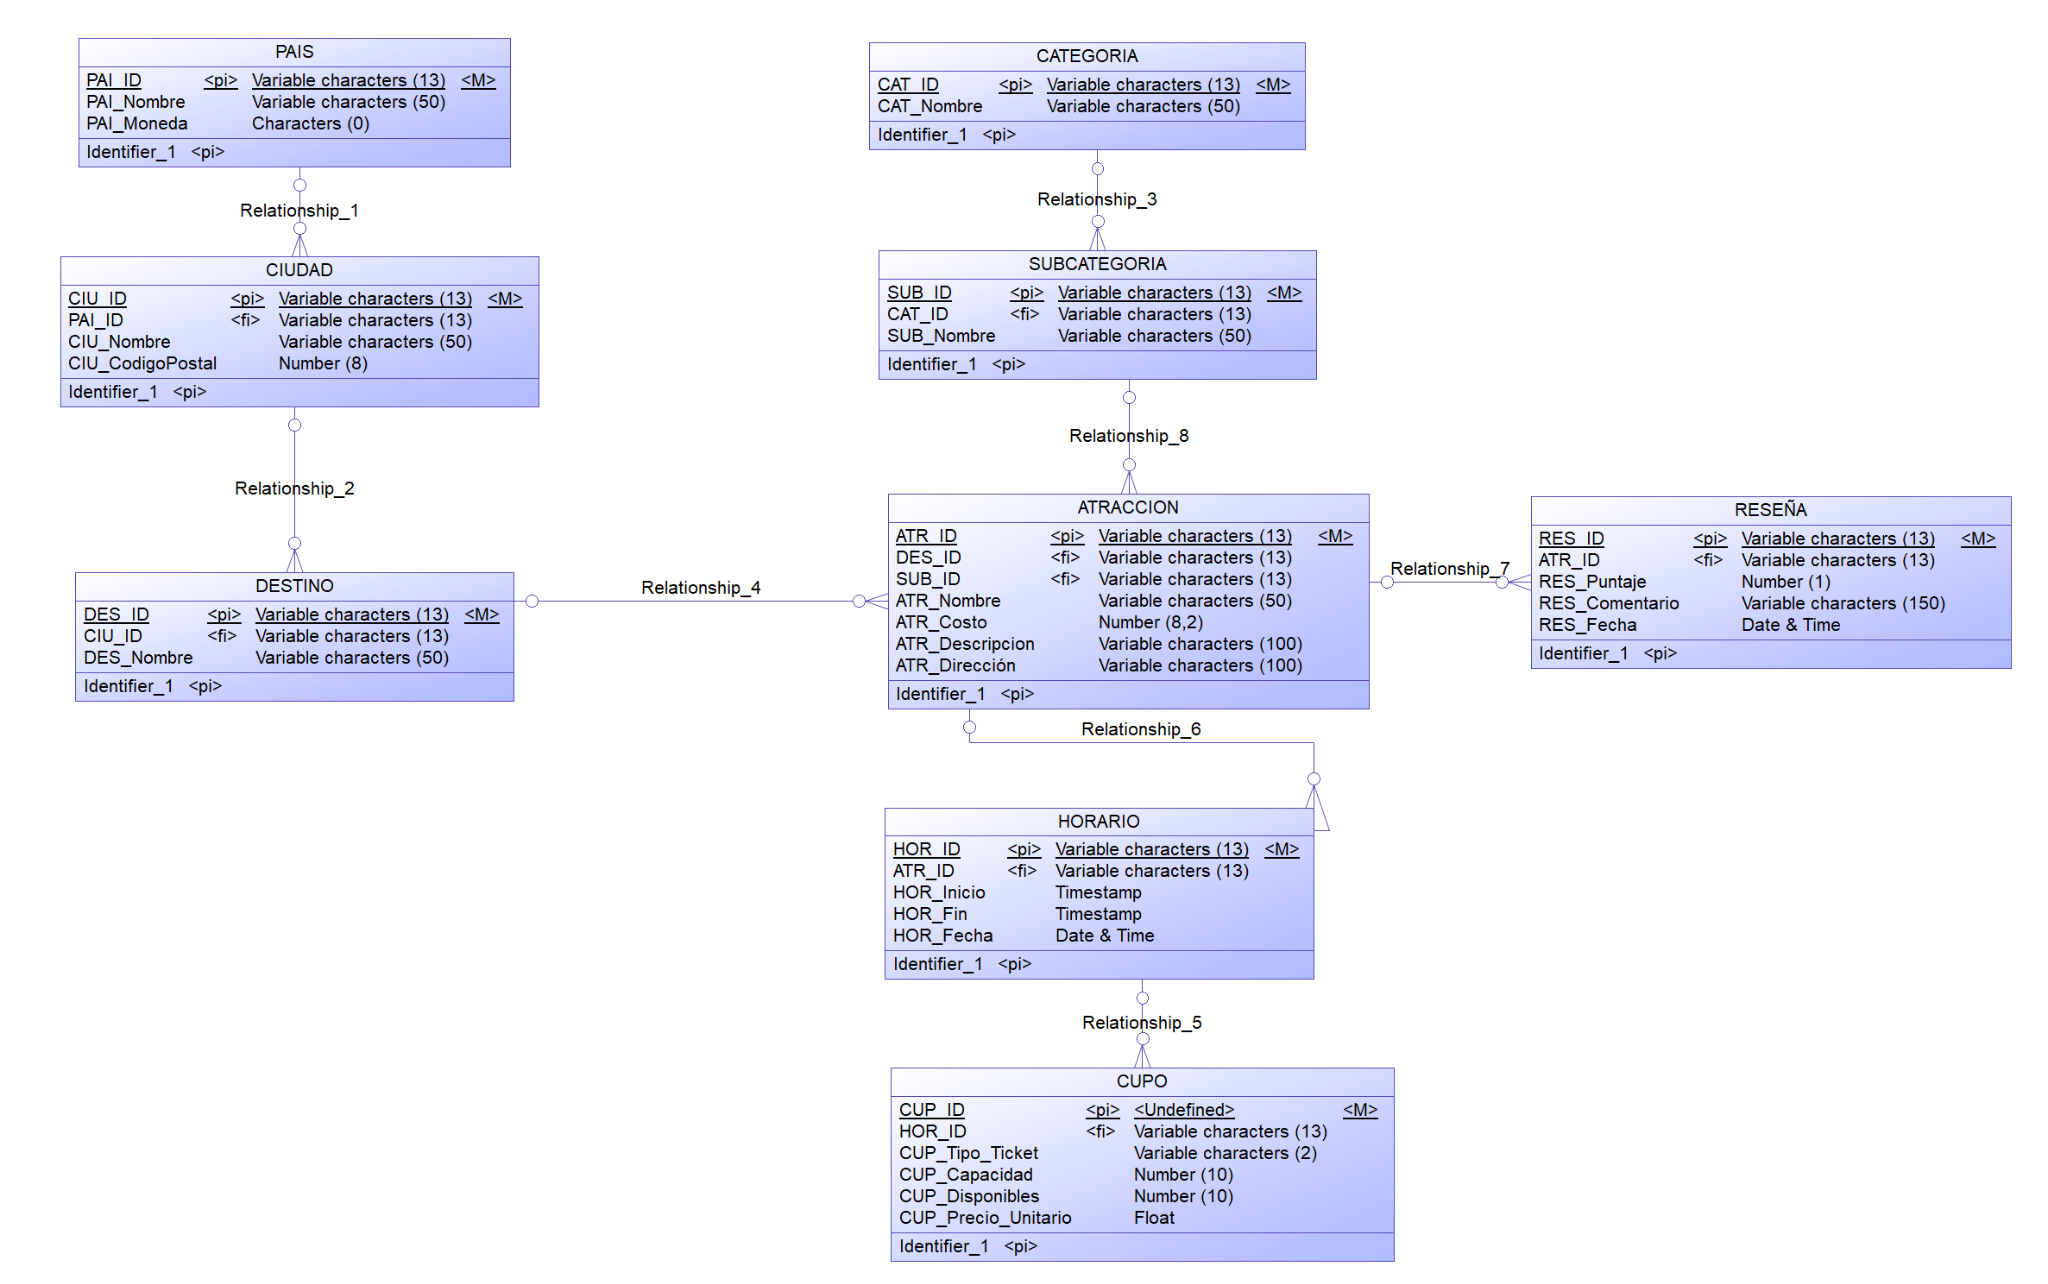 PAIS
PAI_ID <pi> Variable characters (13) <M>
PAI_Nombre Variable characters (50)
PAI_Moneda Characters (0)
Identifier_1 <pi>
Relationship_1
CIUDAD
CIU_ID <pi> Variable characters (13) <M>
PAI_ID <fi> Variable characters (13)
CIU_Nombre Variable characters (50)
CIU_CodigoPostal Number (8)
Identifier_1 <pi>
Relationship_2
DESTINO
DES_ID <pi> Variable characters (13) <M>
CIU_ID <fi> Variable characters (13)
DES_Nombre Variable characters (50)
Identifier_1 <pi>
Relationship_4
CATEGORIA
CAT_ID <pi> Variable characters (13) <M>
CAT_Nombre Variable characters (50)
Identifier_1 <pi>
Relationship_3
SUBCATEGORIA
SUB_ID <pi> Variable characters (13) <M>
CAT_ID <fi> Variable characters (13)
SUB_Nombre Variable characters (50)
Identifier_1 <pi>
Relationship_8
ATRACCION
ATR_ID <pi> Variable characters (13) <M>
DES_ID <fi> Variable characters (13)
SUB_ID <fi> Variable characters (13)
ATR_Nombre Variable characters (50)
ATR_Costo Number (8,2)
ATR_Descripcion Variable characters (100)
ATR_Dirección Variable characters (100)
Identifier_1 <pi>
Relationship_7
RESEÑA
RES_ID <pi> Variable characters (13) <M>
ATR_ID <fi> Variable characters (13)
RES_Puntaje Number (1)
RES_Comentario Variable characters (150)
RES_Fecha Date & Time
Identifier_1 <pi>
Relationship_6
HORARIO
HOR_ID <pi> Variable characters (13) <M>
ATR_ID <fi> Variable characters (13)
HOR_Inicio Timestamp
HOR_Fin Timestamp
HOR_Fecha Date & Time
Identifier_1 <pi>
Relationship_5
CUPO
CUP_ID <pi> <Undefined> <M>
HOR_ID <fi> Variable characters (13)
CUP_Tipo_Ticket Variable characters (2)
CUP_Capacidad Number (10)
CUP_Disponibles Number (10)
CUP_Precio_Unitario Float
Identifier_1 <pi>